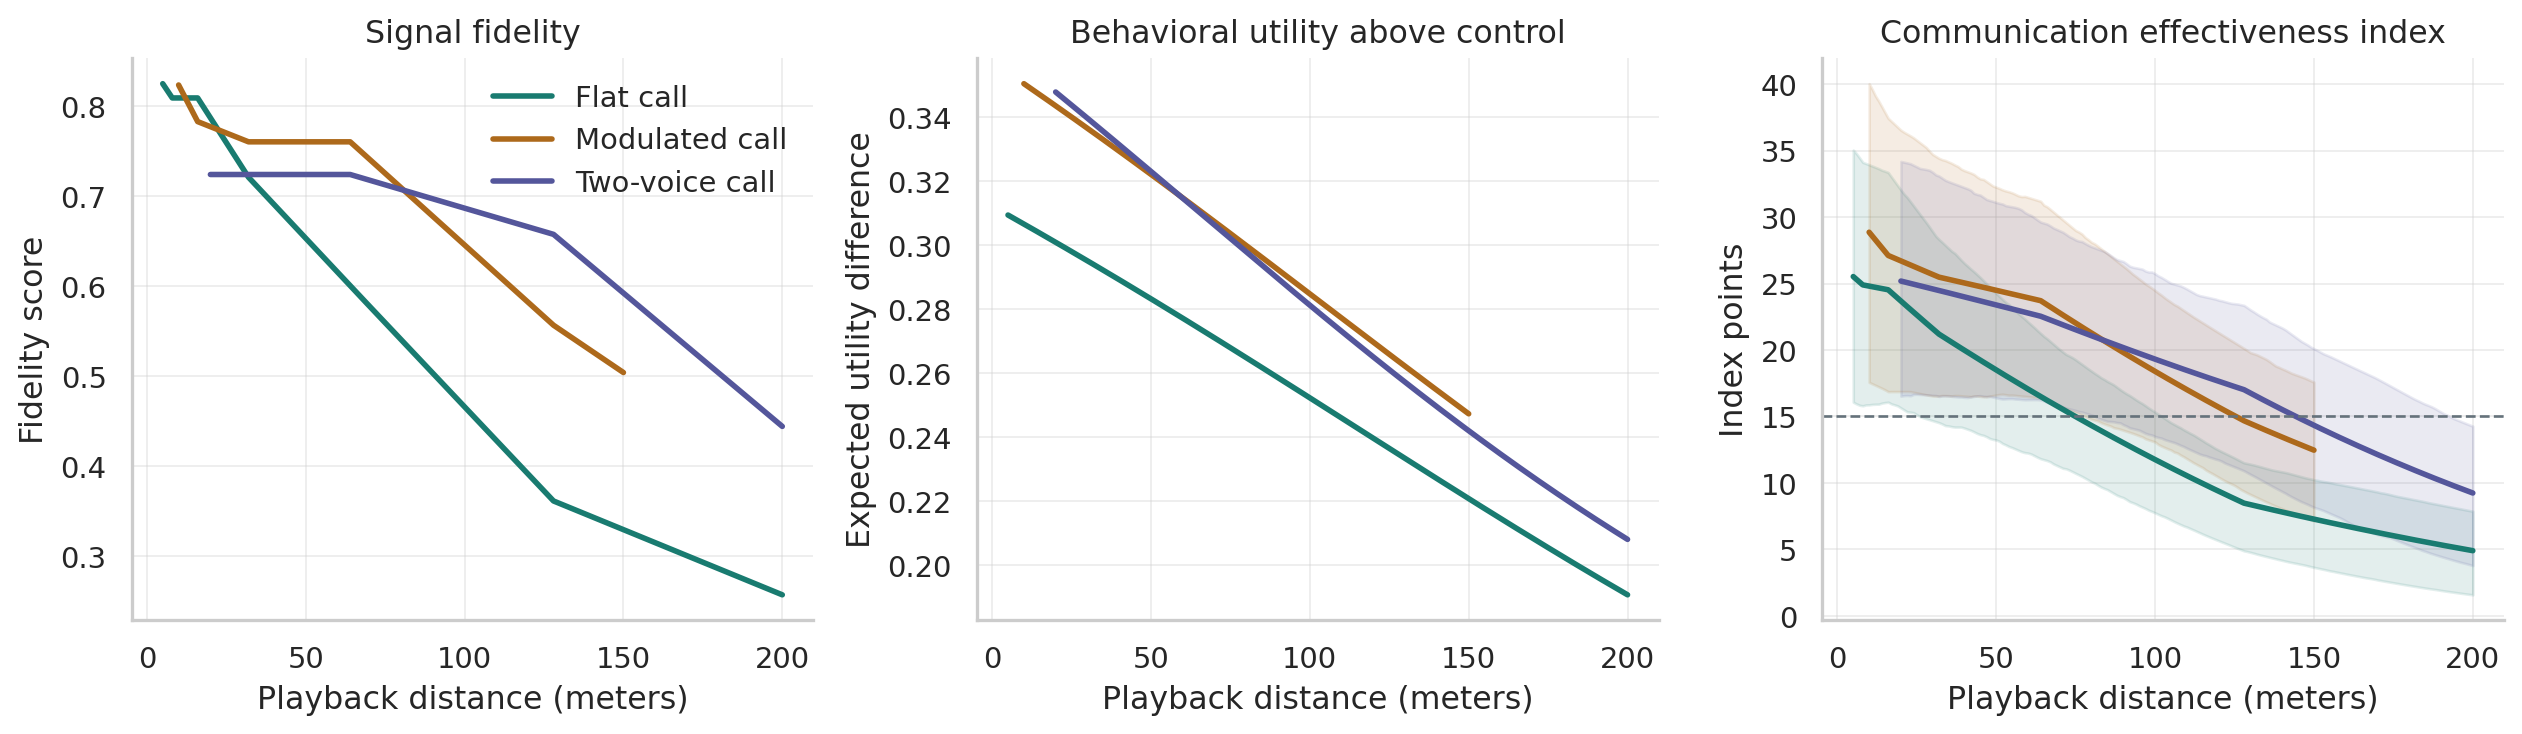 Signal fidelity
Fidelity score
0.8
0.7
0.6
0.5
0.4
0.3
Flat call
Modulated call
Two-voice call
0 50 100 150 200
Playback distance (meters)
Behavioral utility above control
Expected utility difference
0.34
0.32
0.30
0.28
0.26
0.24
0.22
0.20
0 50 100 150 200
Playback distance (meters)
Communication effectiveness index
Index points
40
35
30
25
20
15
10
5
0
0 50 100 150 200
Playback distance (meters)